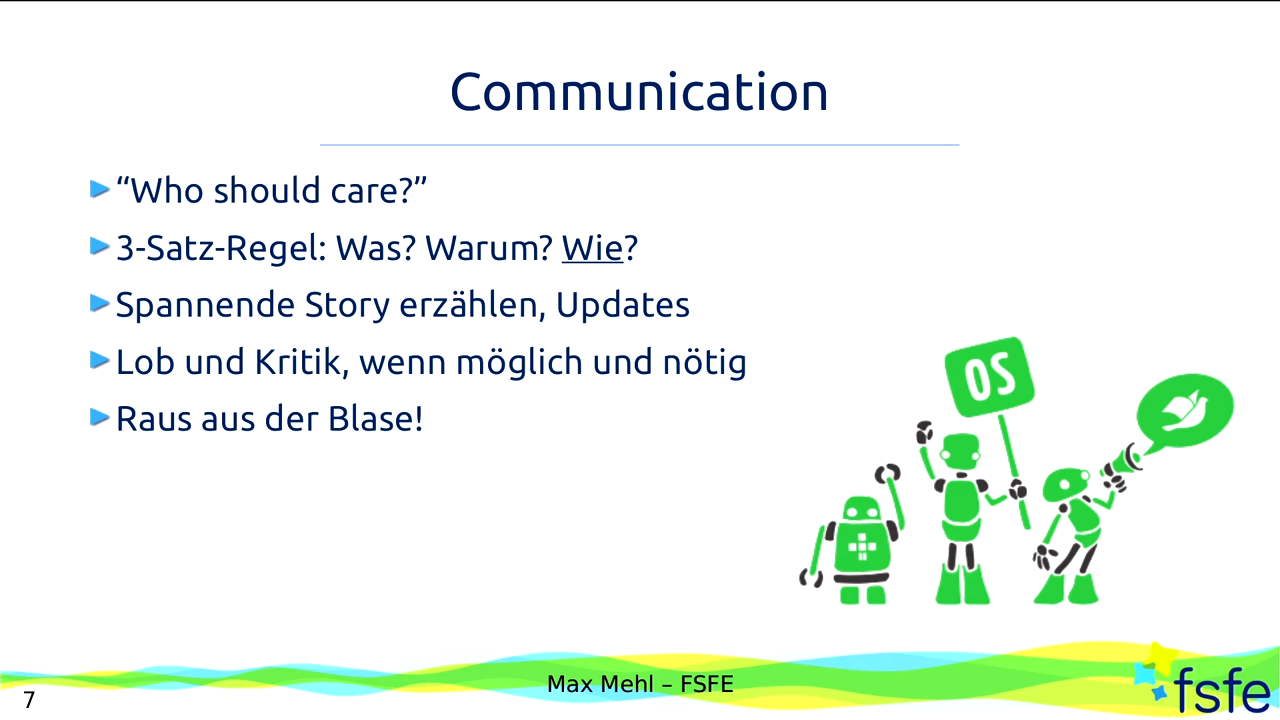 Communication
“Who should care?”
3-Satz-Regel: Was? Warum? Wie?
Spannende Story erzählen, Updates
Lob und Kritik, wenn möglich und nötig
Raus aus der Blase!
OS
Max Mehl – FSFE
7
fsfe